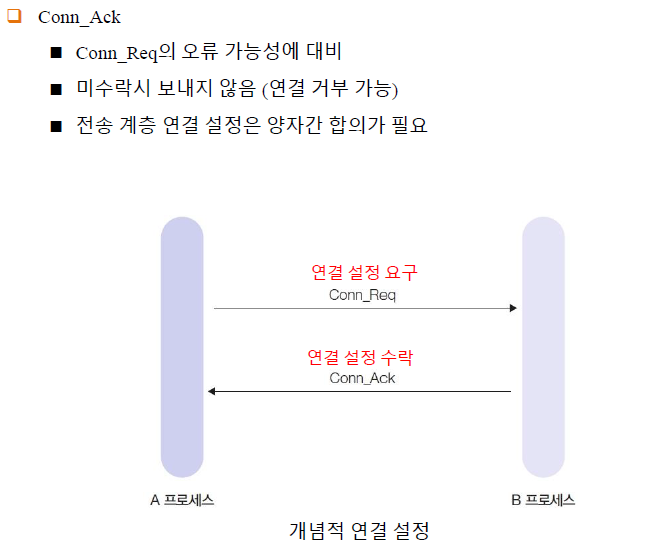 Conn_Ack
Conn_Req의 오류 가능성에 대비
미수락시 보내지 않음 (연결 거부 가능)
전송 계층 연결 설정은 양자간 합의가 필요
연결 설정 요구
Conn_Req
연결 설정 수락
Conn_Ack
A 프로세스
B 프로세스
개념적 연결 설정